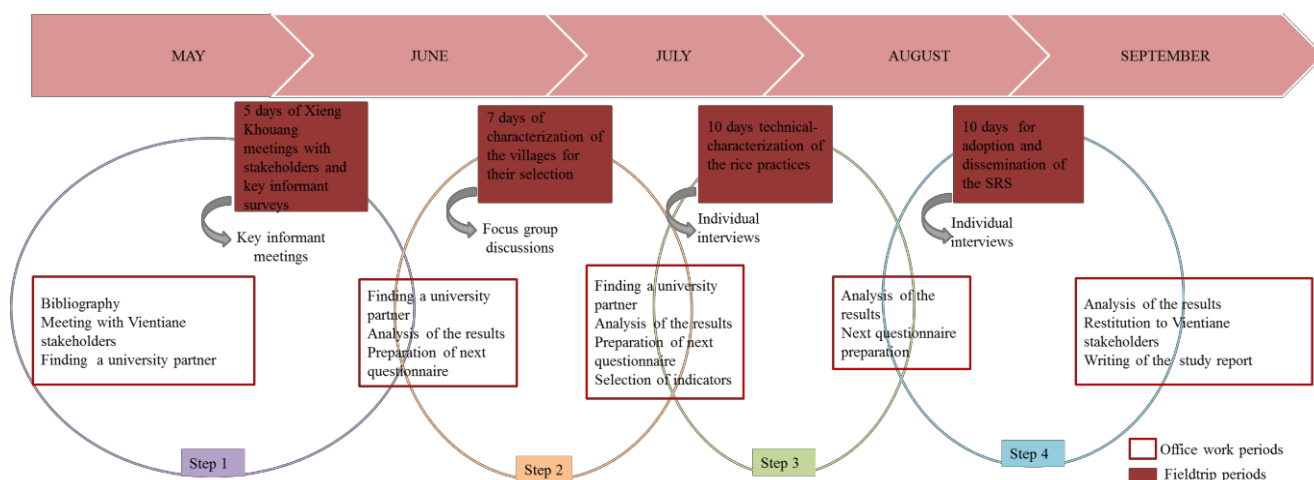 MAY
JUNE
JULY
AUGUST
SEPTEMBER
5 days of Xieng
Khouang
meetings with
stakeholders and
key informant
surveys
7 days of
characterization of
the villages for
their selection
10 days technical-
characterization of
the rice practices
10 days for
adoption and
dissemination of
the SRS
Key informant
meetings
Focus group
discussions
Individual
interviews
Individual
interviews
Bibliography
Meeting with Vientiane
stakeholders
Finding a university partner
Finding a university
partner
Analysis of the results
Preparation of next
questionnaire
Finding a university
partner
Analysis of the results
Preparation of next
questionnaire
Selection of indicators
Analysis of the
results
Next questionnaire
preparation
Analysis of the results
Restitution to Vientiane
stakeholders
Writing of the study report
Step 1
Step 2
Step 3
Step 4
Office work periods
Fieldtrip periods